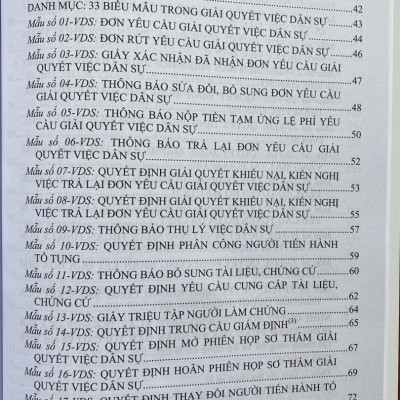 42
DANH MỤC: 33 BIỂU MẪU TRONG GIẢI QUYẾT VIỆC DÂN SỰ
Mẫu số 01-VDS: ĐƠN YÊU CẦU GIẢI QUYẾT VIỆC DÂN SỰ 43
Mẫu số 02-VDS: ĐƠN RÚT YÊU CẦU GIẢI QUYẾT VIỆC DÂN SỰ 44
Mẫu số 03-VDS: GIẤY XÁC NHẬN ĐÃ NHẬN ĐƠN YÊU CẦU GIẢI 46
QUYẾT VIỆC DÂN SỰ 47
Mẫu số 04-VDS: THÔNG BÁO SỬA ĐỔI, BỔ SUNG ĐƠN YÊU CẦU
GIẢI QUYẾT VIỆC DÂN SỰ 48
Mẫu số 05-VDS: THÔNG BÁO NỘP TIỀN TẠM ỨNG LỆ PHÍ YÊU
CẦU GIẢI QUYẾT VIỆC DÂN SỰ 50
Mẫu số 06-VDS: THÔNG BÁO TRẢ LẠI ĐƠN YÊU CẦU GIẢI
QUYẾT VIỆC DÂN SỰ 52
Mẫu số 07-VDS: QUYẾT ĐỊNH GIẢI QUYẾT KHIẾU NẠI, KIẾN NGHỊ
VIỆC TRẢ LẠI ĐƠN YÊU CẦU GIẢI QUYẾT VIỆC DÂN SỰ 53
Mẫu số 08-VDS: QUYẾT ĐỊNH GIẢI QUYẾT KHIẾU NẠI, KIẾN NGHỊ
VIỆC TRẢ LẠI ĐƠN YÊU CẦU GIẢI QUYẾT VIỆC DÂN SỰ 55
Mẫu số 09-VDS: THÔNG BÁO THỤ LÝ VIỆC DÂN SỰ 57
Mẫu số 10-VDS: QUYẾT ĐỊNH PHÂN CÔNG NGƯỜI TIẾN HÀNH
TỐ TỤNG 59
Mẫu số 11-VDS: THÔNG BÁO BỔ SUNG TÀI LIỆU, CHỨNG CỨ 60
Mẫu số 12-VDS: QUYẾT ĐỊNH YÊU CẦU CUNG CẤP TÀI LIỆU,
CHỨNG CỨ 62
Mẫu số 13-VDS: GIẤY TRIỆU TẬP NGƯỜI LÀM CHỨNG 64
Mẫu số 14-VDS: QUYẾT ĐỊNH TRƯNG CẦU GIÁM ĐỊNH(3) 65
Mẫu số 15-VDS: QUYẾT ĐỊNH MỞ PHIÊN HỌP SƠ THẨM GIẢI
QUYẾT VIỆC DÂN SỰ 67
Mẫu số 16-VDS: QUYẾT ĐỊNH HOÃN PHIÊN HỌP SƠ THẨM GIẢI
QUYẾT VIỆC DÂN SỰ 69
Mẫu số 17-VDS: QUYẾT ĐỊNH THAY ĐỔI NGƯỜI TIẾN HÀNH TỐ
72